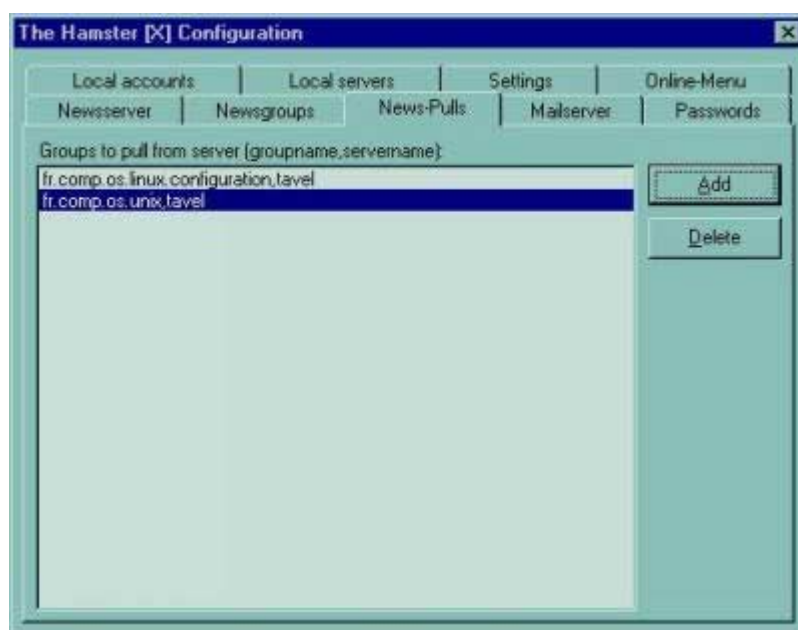 The Hamster [X] Configuration
Local accounts Local servers Settings Online-Menu
Newsserver Newsgroups News-Pulls Mailserver Passwords
Groups to pull from server (groupname,servername):
fr.comp.os.linux.configuration,tavel
fr.comp.os.unix,tavel
Add
Delete